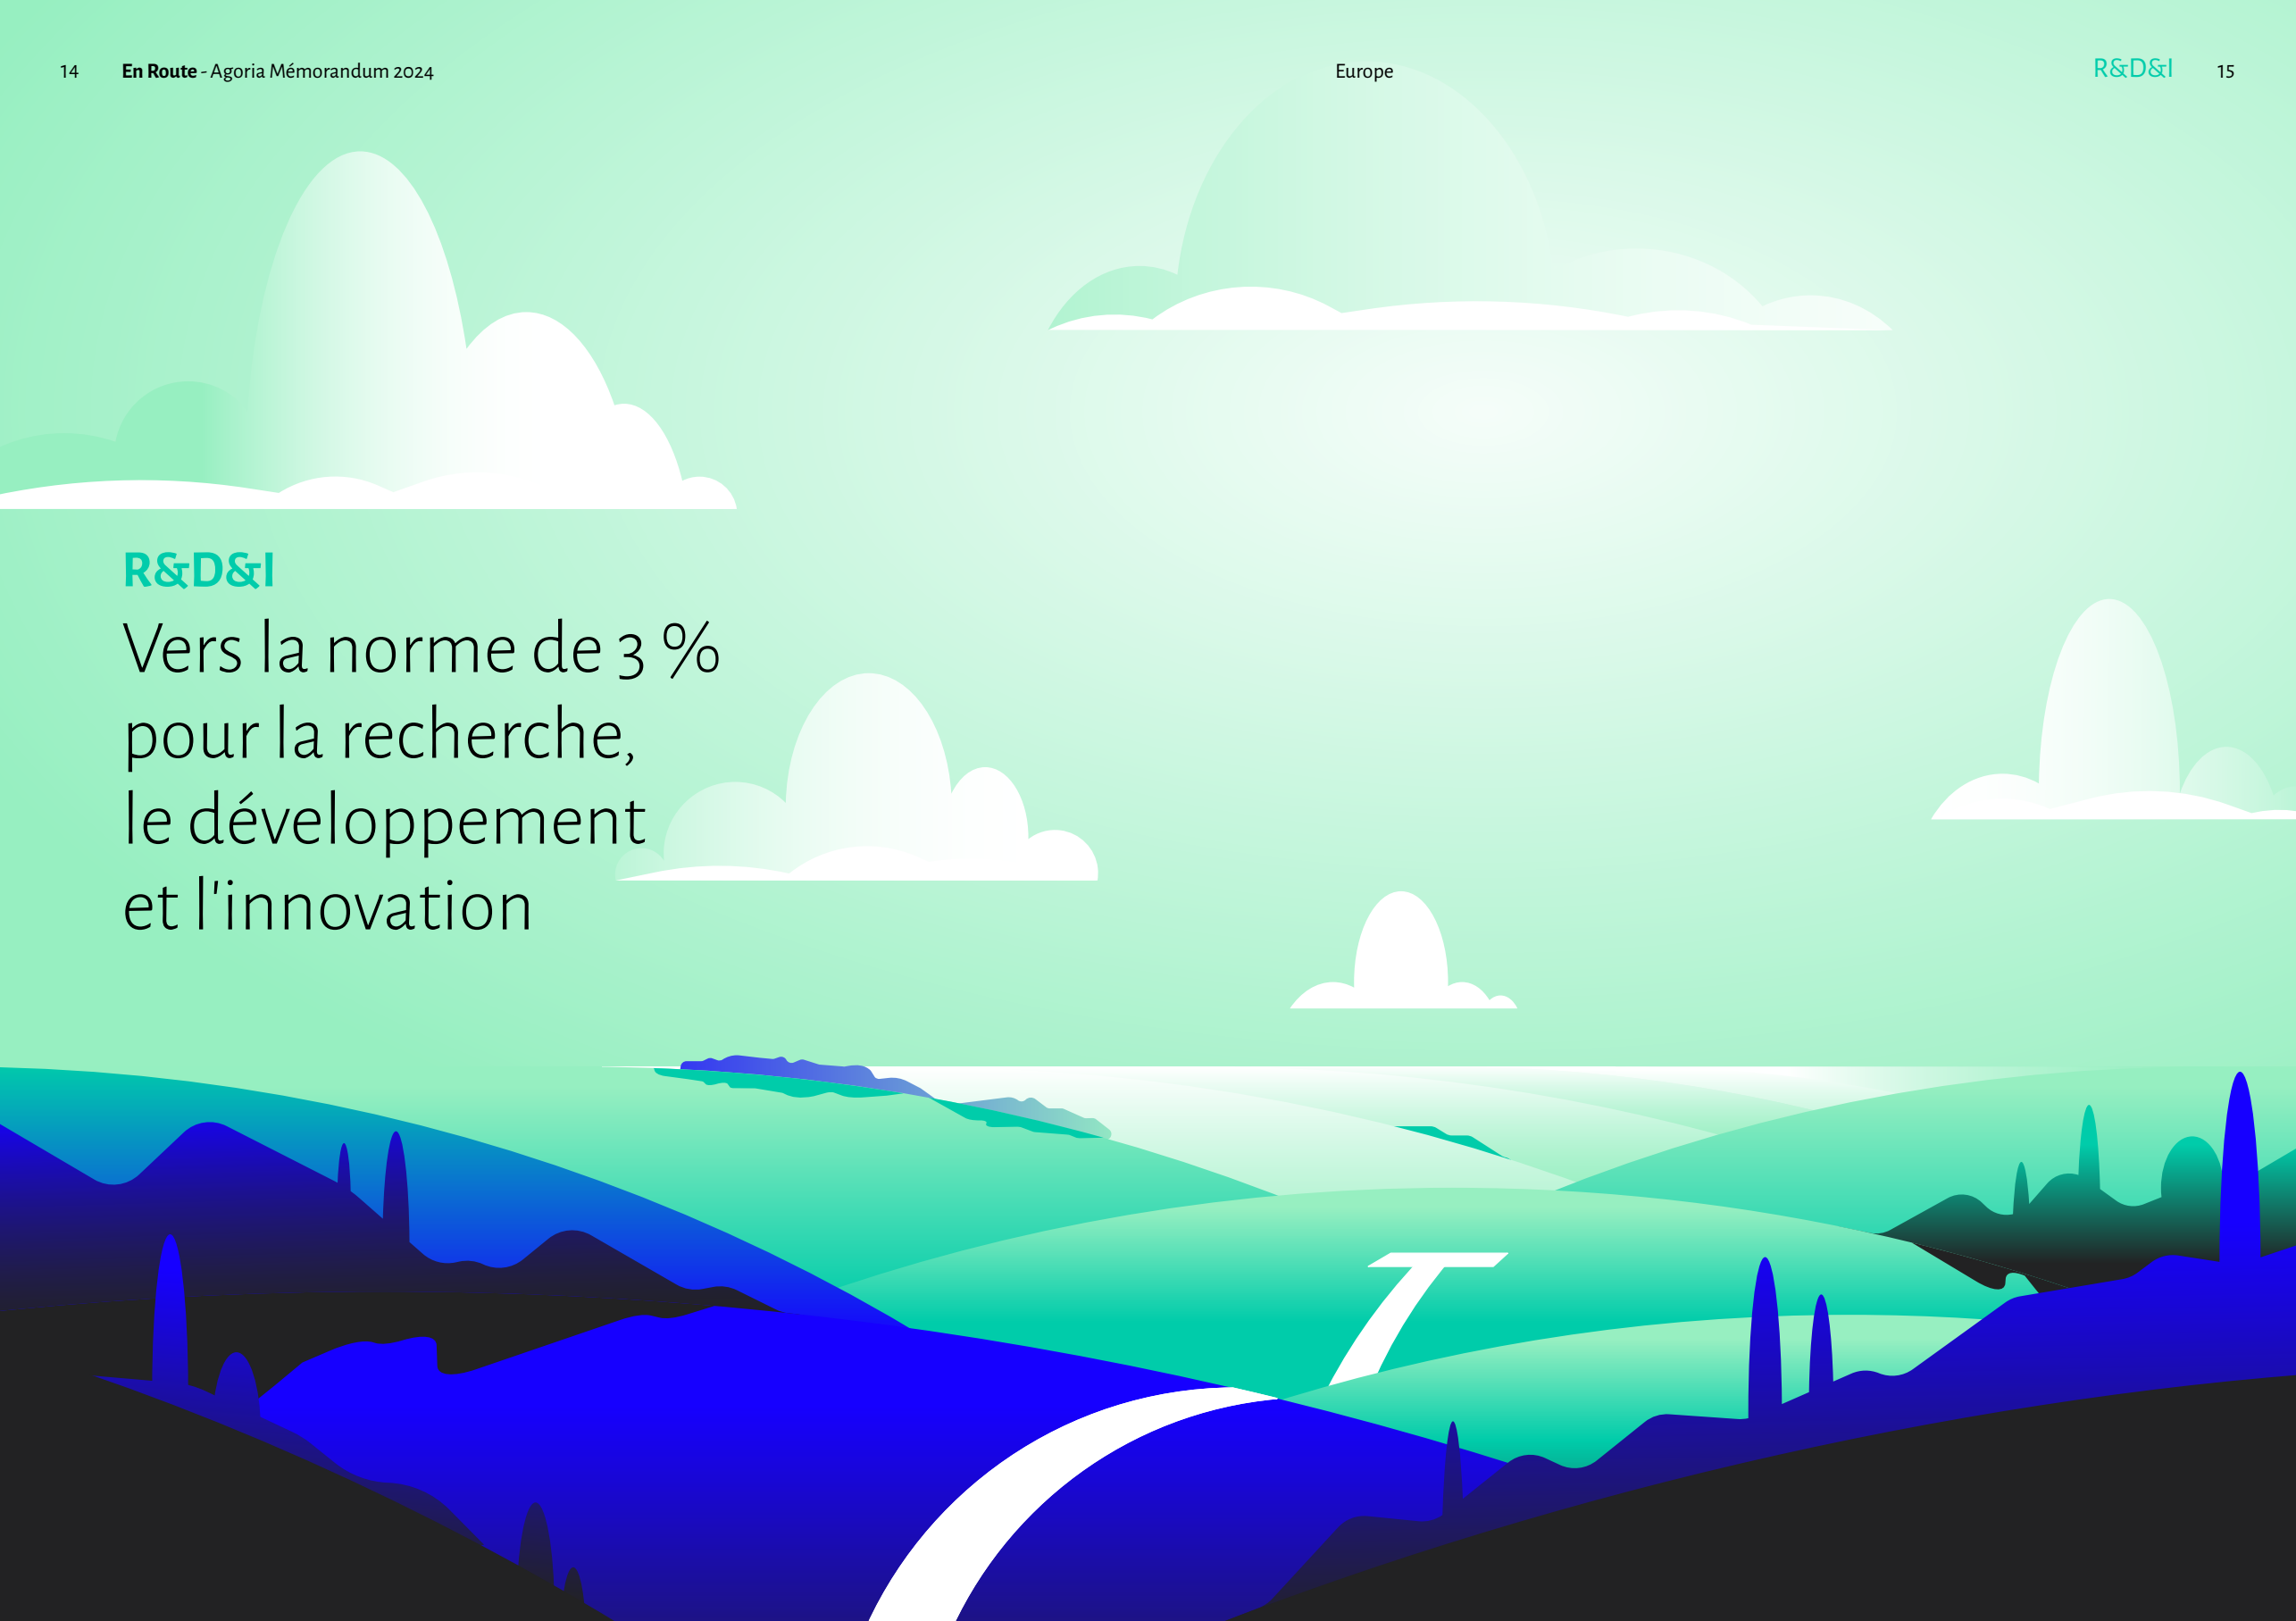 14 En Route - Agoria Mémorandum 2024 Europe R&D&I 15
R&D&I
Vers la norme de 3 %
pour la recherche,
le développement
et l'innovation